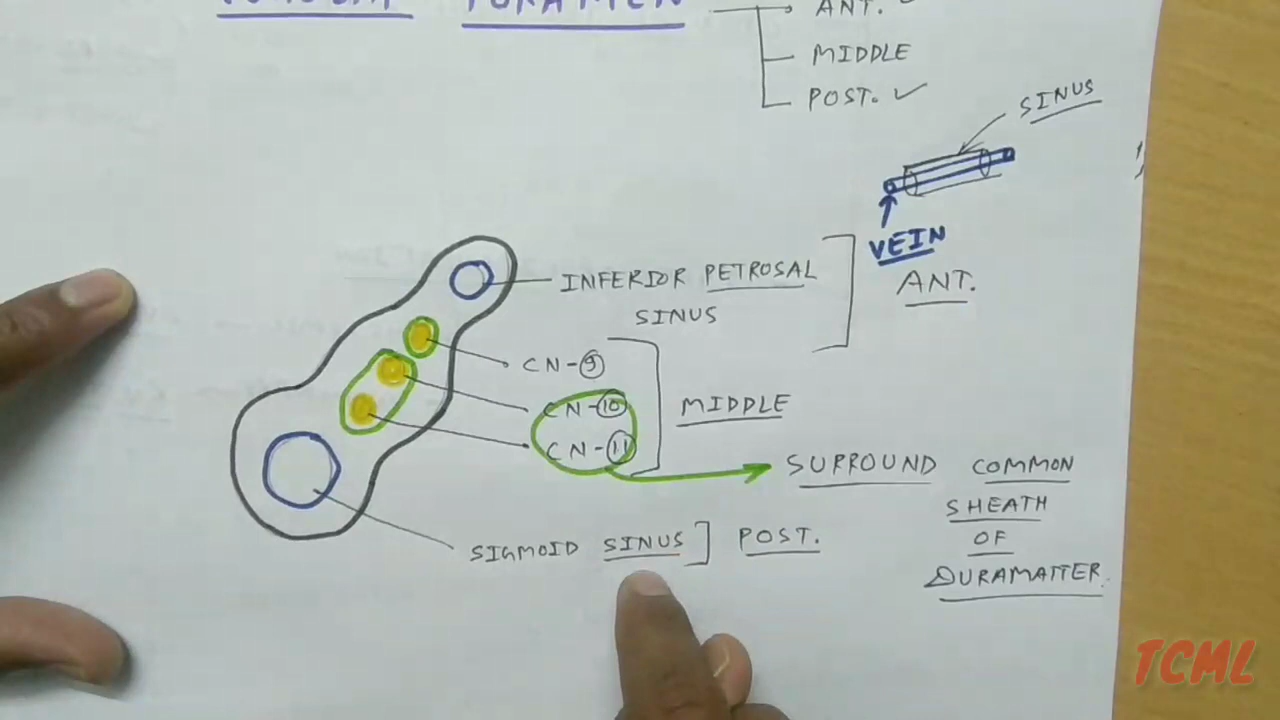 FORAMEN
ANT.
MIDDLE
POST. ✓
SINUS
VEIN
ANT.
INFERIOR PETROSAL
SINUS
CN-9
CN-10
CN-11
MIDDLE
SURROUND COMMON
SHEATH
OF
DURAMATTER.
SIGMOID SINUS
POST.
TCML